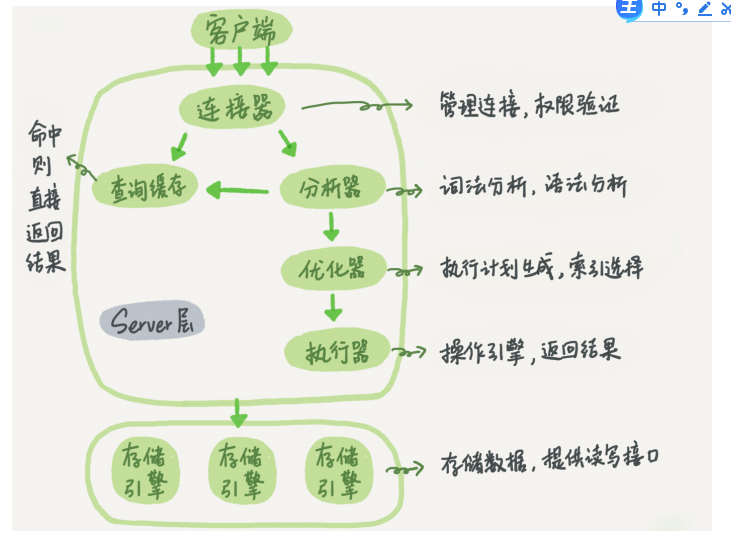 王 中
客户端
连接器
管理连接，权限验证
命中
则
直接
返回
结果
查询缓存
分析器
词法分析，语法分析
优化器
执行计划生成，索引选择
Server层
执行器
操作引擎，返回结果
存储
引擎
存储
引擎
存储
引擎
存储数据，提供读写接口